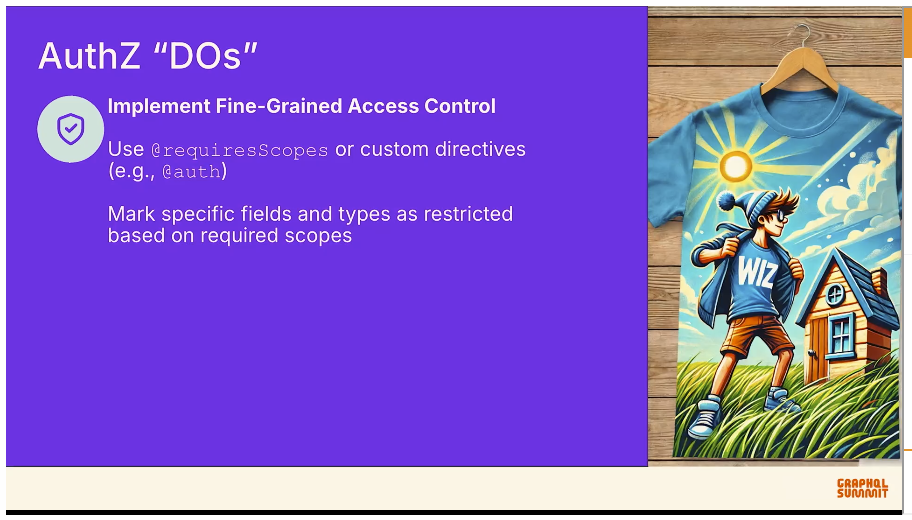 AuthZ “DOs”
Implement Fine-Grained Access Control
Use @requiresScopes or custom directives
(e.g., @auth)
Mark specific fields and types as restricted
based on required scopes
WIZ
GRAPHQL
SUMMIT